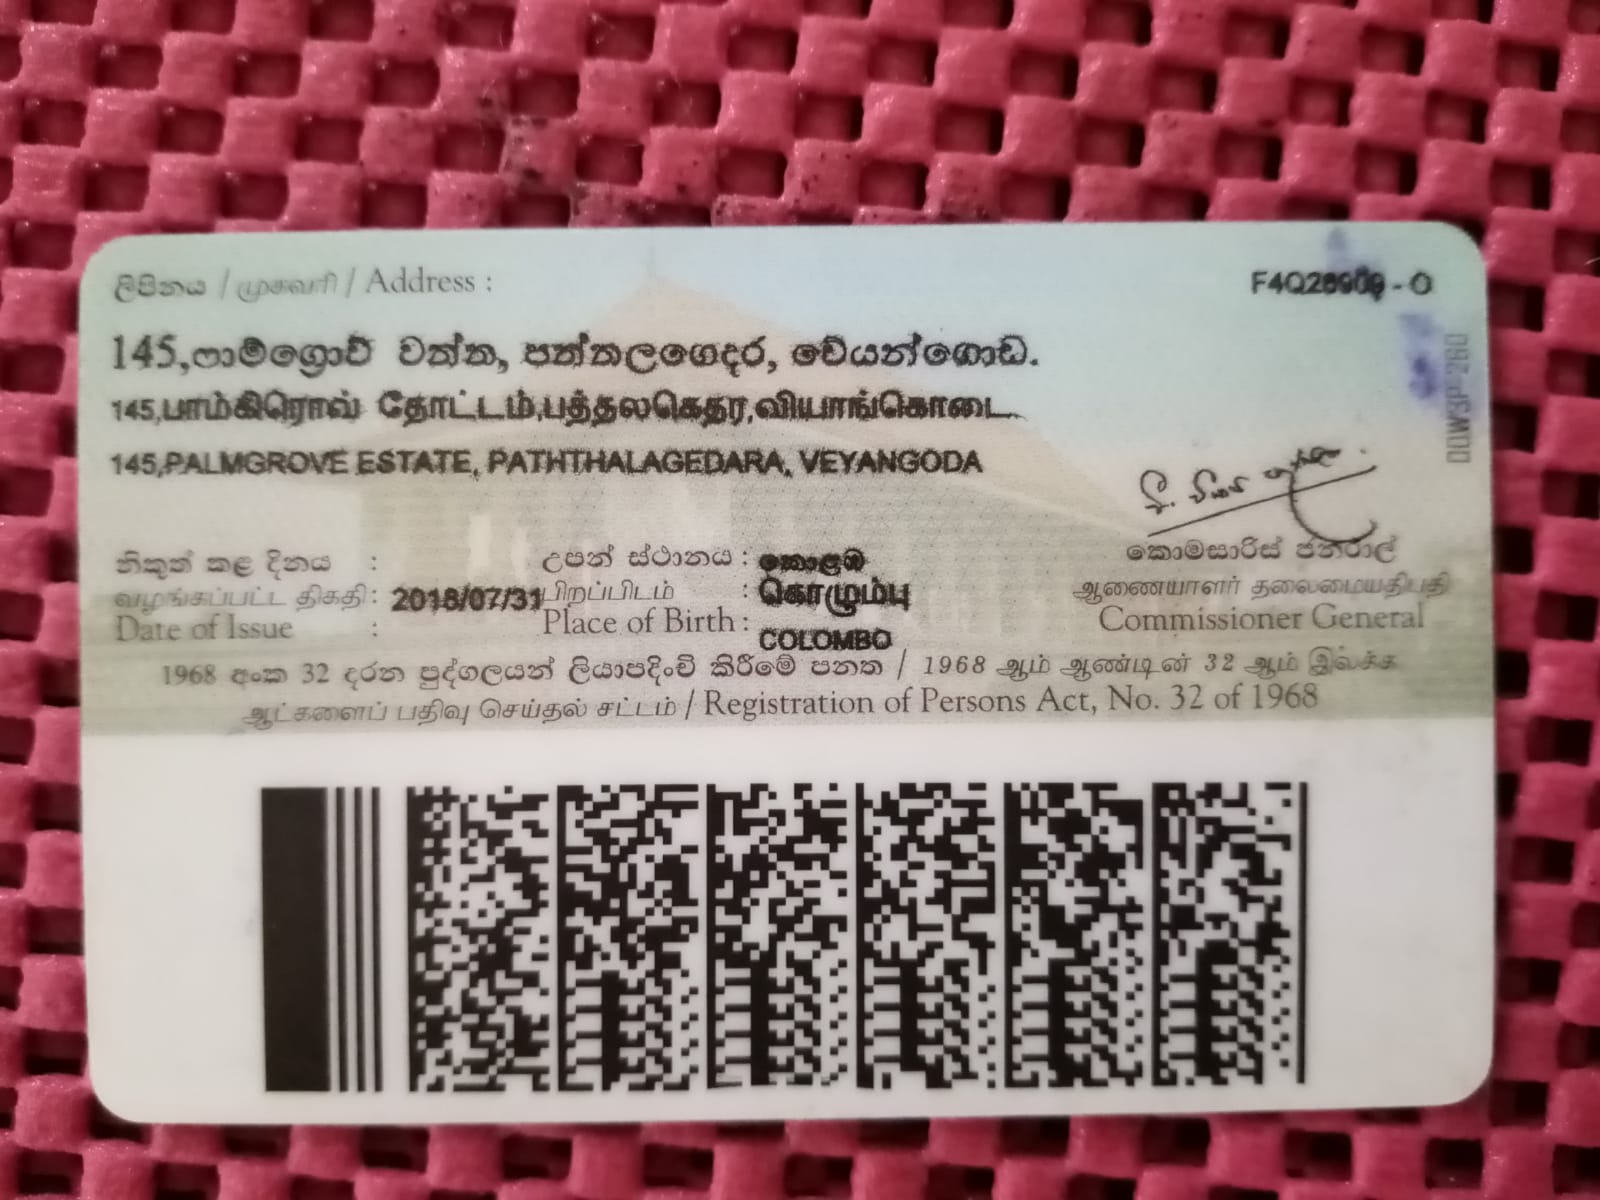 ලිපිනය / முகவரி / Address :
F4Q28909 - O
145,ෆාම්ග්‍රොව් වත්ත, පත්තලගෙදර, වේයන්ගොඩ.
145,பாம்கிரொவ் தோட்டம்,பத்தலகெதர,வியாங்கொடை.
145,PALMGROVE ESTATE, PATHTHALAGEDARA, VEYANGODA
00W3P-260
නිකුත් කළ දිනය :
வழங்கப்பட்ட திகதி : 2018/07/31
Date of Issue :
උපන් ස්ථානය : කොළඹ
பிறப்பிடம் : கொழும்பு
Place of Birth : COLOMBO
කොමසාරිස් ජනරාල්
ஆணையாளர் தலைமையதிபதி
Commissioner General
1968 අංක 32 දරන පුද්ගලයන් ලියාපදිංචි කිරීමේ පනත / 1968 ஆம் ஆண்டின் 32 ஆம் இலக்க
ஆட்களைப் பதிவு செய்தல் சட்டம் / Registration of Persons Act, No. 32 of 1968